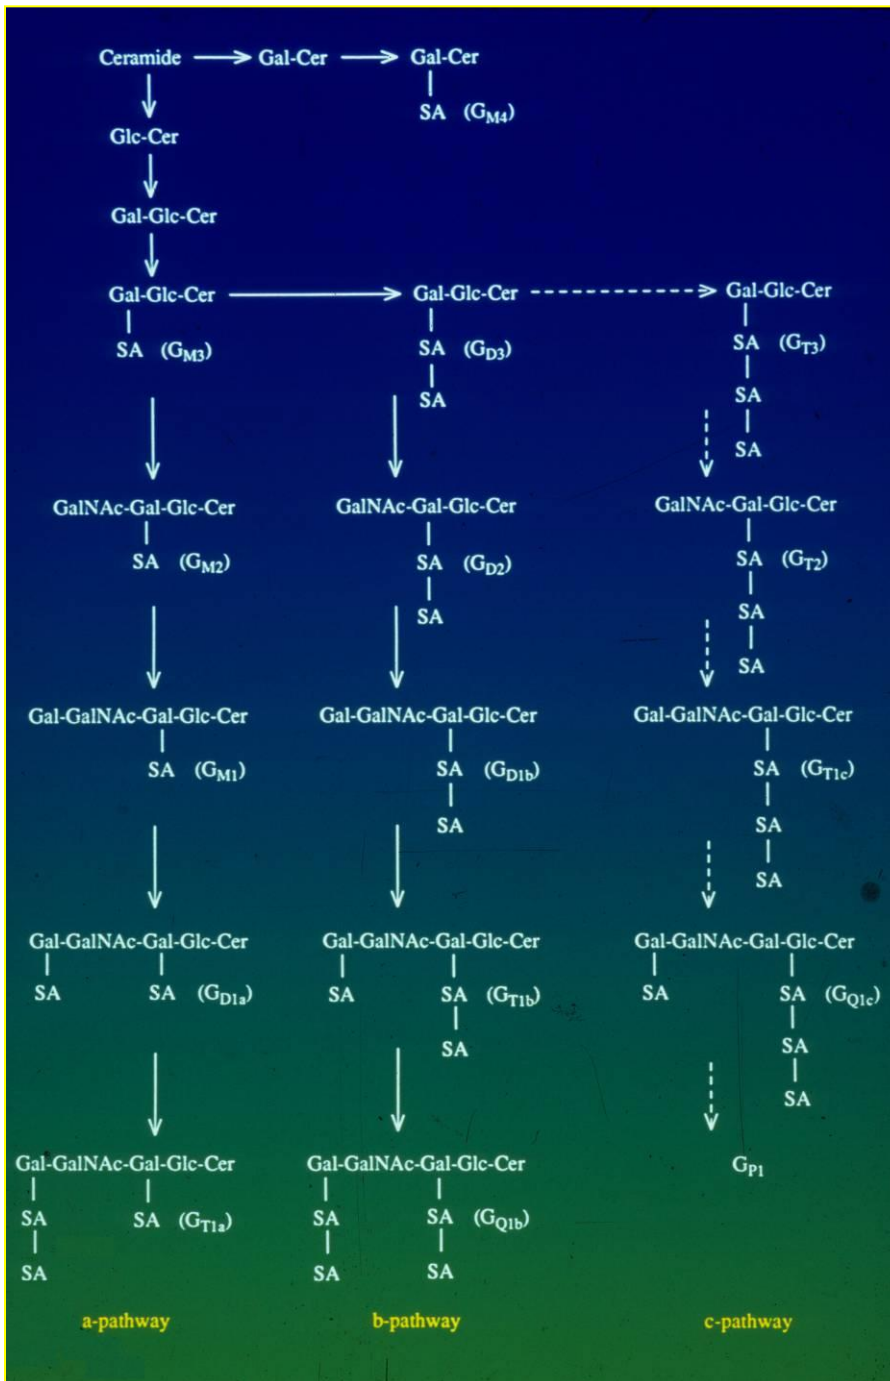 Ceramide Gal-Cer Gal-Cer
SA (GM4)
Glc-Cer
Gal-Glc-Cer
Gal-Glc-Cer Gal-Glc-Cer Gal-Glc-Cer
SA (GM3) SA (GD3) SA (GT3)
SA SA
SA
GalNAc-Gal-Glc-Cer GalNAc-Gal-Glc-Cer GalNAc-Gal-Glc-Cer
SA (GM2) SA (GD2) SA (GT2)
SA SA
SA
Gal-GalNAc-Gal-Glc-Cer Gal-GalNAc-Gal-Glc-Cer Gal-GalNAc-Gal-Glc-Cer
SA (GM1) SA (GD1b) SA (GT1c)
SA SA
SA
Gal-GalNAc-Gal-Glc-Cer Gal-GalNAc-Gal-Glc-Cer Gal-GalNAc-Gal-Glc-Cer
SA SA (GD1a) SA SA (GT1b) SA SA (GQ1c)
SA SA
SA
Gal-GalNAc-Gal-Glc-Cer Gal-GalNAc-Gal-Glc-Cer GP1
SA SA (GT1a) SA SA (GQ1b)
SA SA SA
a-pathway b-pathway c-pathway